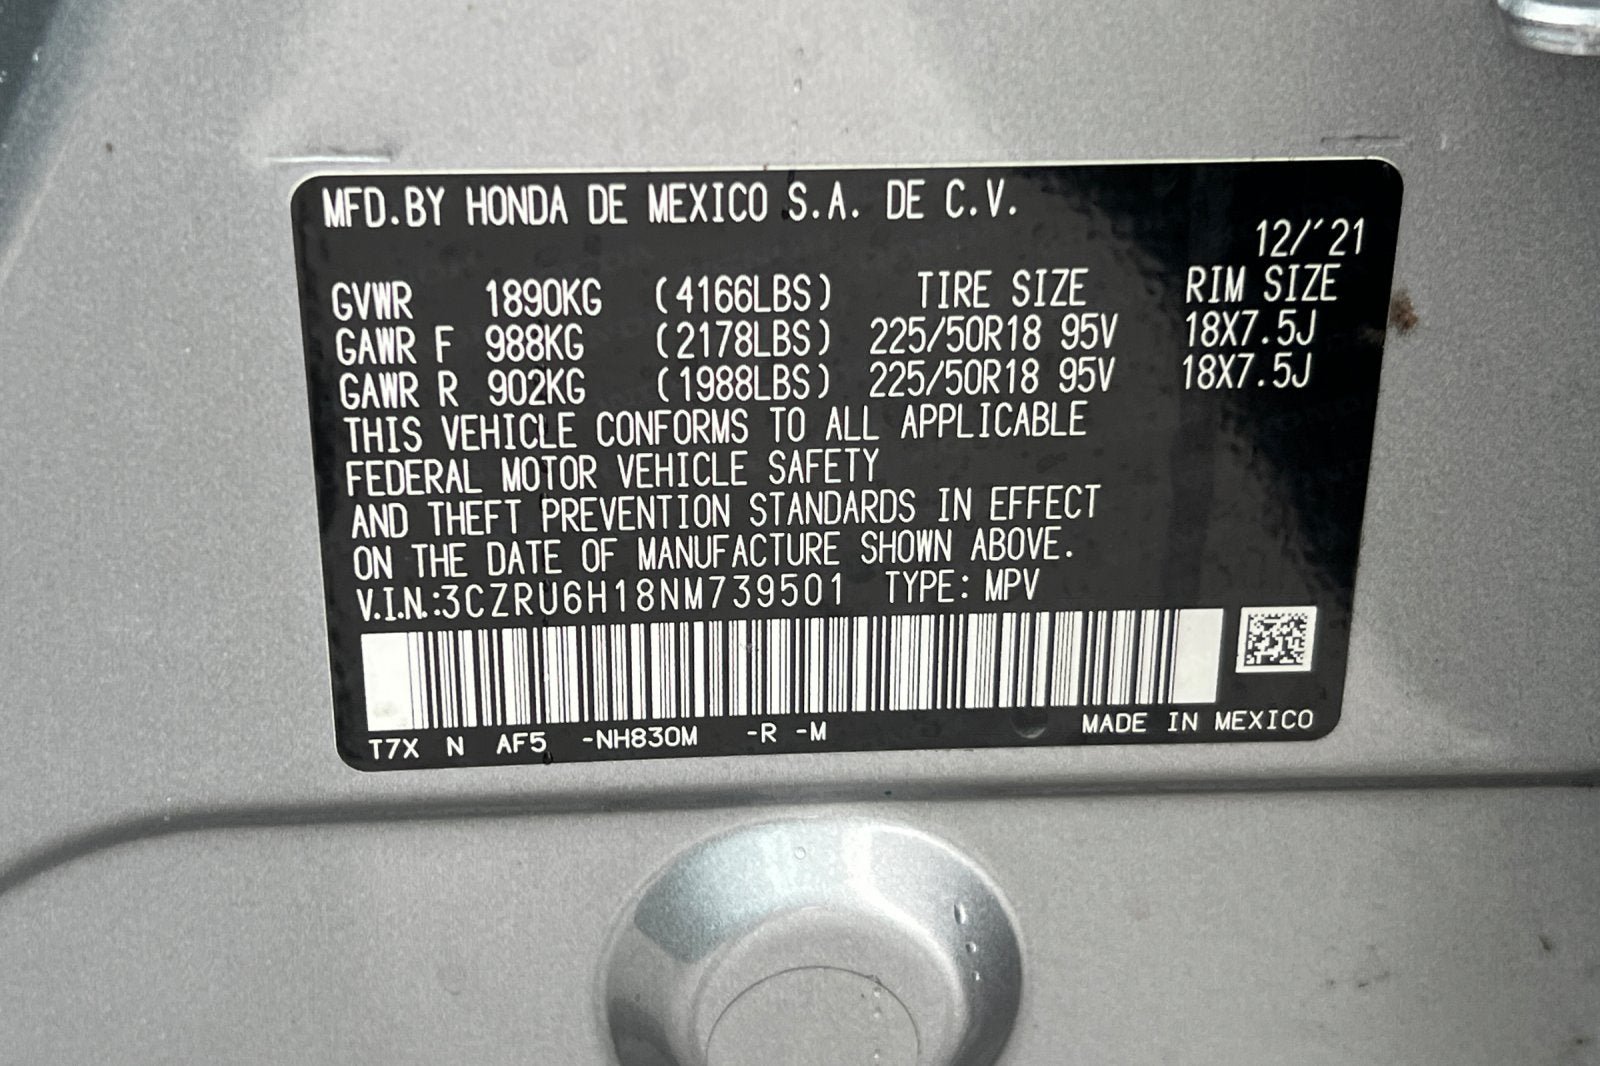 MFD.BY HONDA DE MEXICO S.A. DE C.V.
12/'21
GVWR 1890KG (4166LBS) TIRE SIZE RIM SIZE
GAWR F 988KG (2178LBS) 225/50R18 95V 18X7.5J
GAWR R 902KG (1988LBS) 225/50R18 95V 18X7.5J
THIS VEHICLE CONFORMS TO ALL APPLICABLE
FEDERAL MOTOR VEHICLE SAFETY
AND THEFT PREVENTION STANDARDS IN EFFECT
ON THE DATE OF MANUFACTURE SHOWN ABOVE.
V.I.N.:3CZRU6H18NM739501 TYPE: MPV
T7X N AF5 -NH830M -R -M MADE IN MEXICO